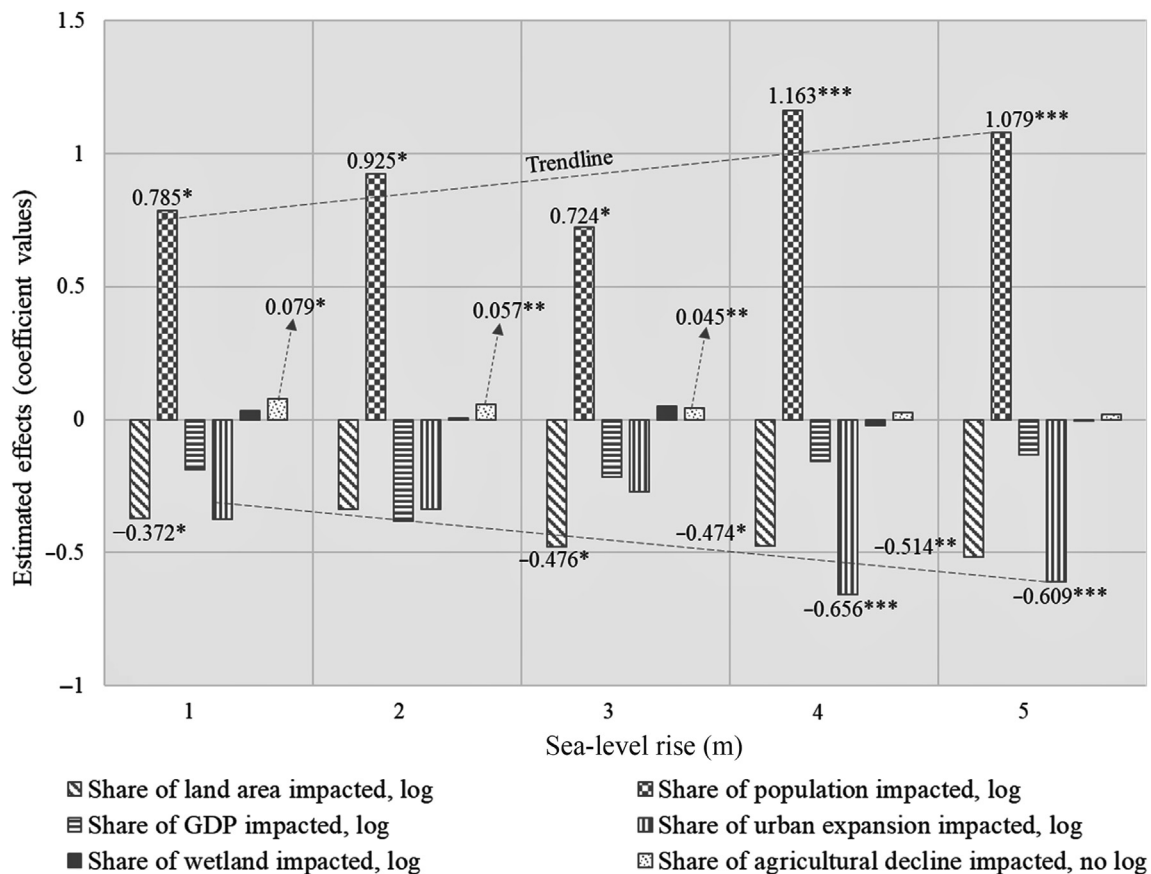 1.5
1
0.5
0
−0.5
−1
Estimated effects (coefficient values)
1.163***
1.079***
0.925*
Trendline
0.785*
0.724*
0.079*
0.057**
0.045**
−0.372*
−0.476*
−0.474*
−0.514**
−0.656***
−0.609***
1 2 3 4 5
Sea-level rise (m)
Share of land area impacted, log
Share of population impacted, log
Share of GDP impacted, log
Share of urban expansion impacted, log
Share of wetland impacted, log
Share of agricultural decline impacted, no log